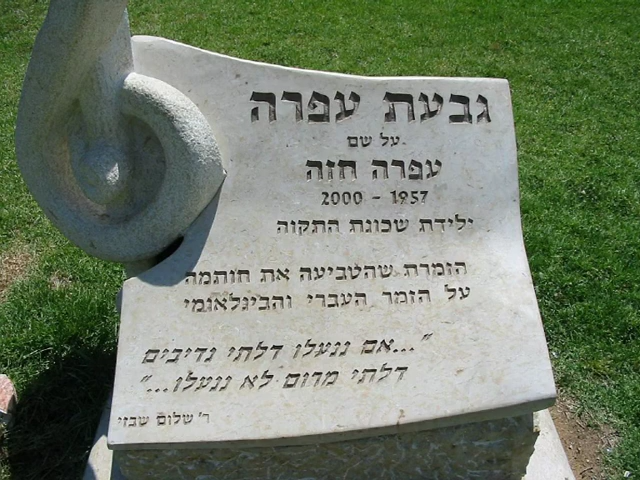 גבעת עפרה
על שם
עפרה חזה
1957 - 2000
ילידת שכונת התקוה
הזמרת שהטביעה את חותמה
על הזמר העברי והבינלאומי
"...אם ננעלו דלתי נדיבים
דלתי מרום לא ננעלו..."
ר' שלום שבזי